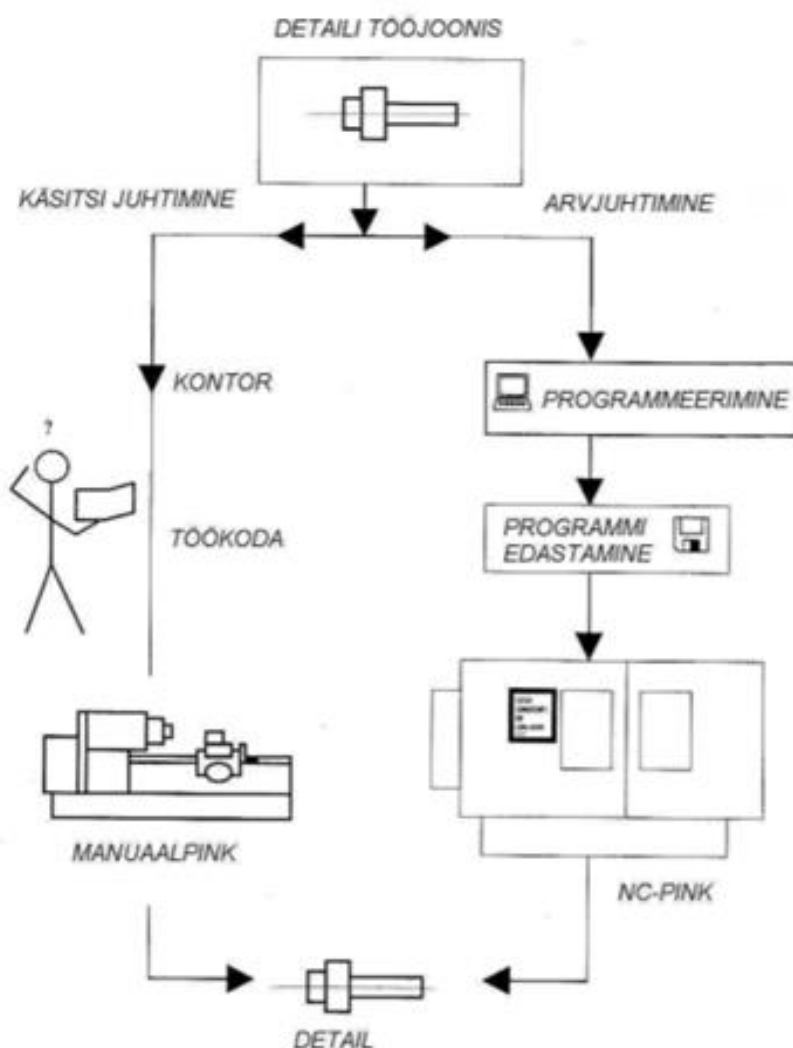 DETAILI TÖÖJOONIS
KÄSITSI JUHTIMINE
ARVJUHTIMINE
KONTOR
PROGRAMMEERIMINE
?
TÖÖKODA
PROGRAMMI
EDASTAMINE
MANUAALPINK
NC-PINK
DETAIL